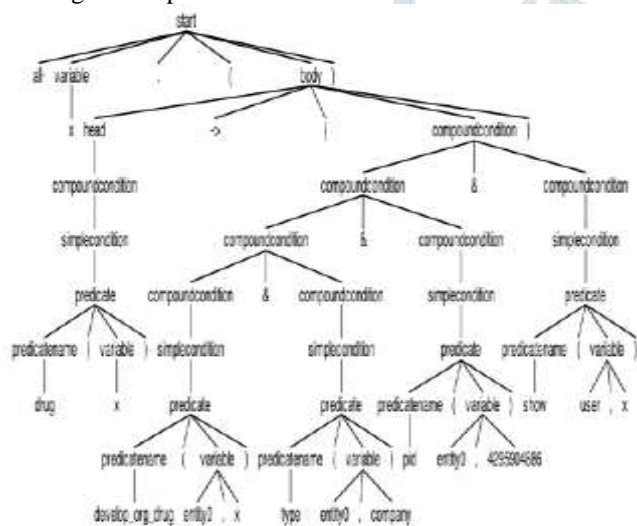 start
all variable . ( body )
x head -> ( compoundcondition )
compoundcondition compoundcondition & compoundcondition
simplecondition compoundcondition & compoundcondition simplecondition
predicate compoundcondition & compoundcondition simplecondition predicate
predicatename ( variable ) simplecondition simplecondition predicate predicatename ( variable )
drug x predicate predicate predicatename ( variable ) show user , x
predicatename ( variable ) predicatename ( variable ) pid entity0 , 4295904886
develop_org_drug entity0 , x type entity0 , company